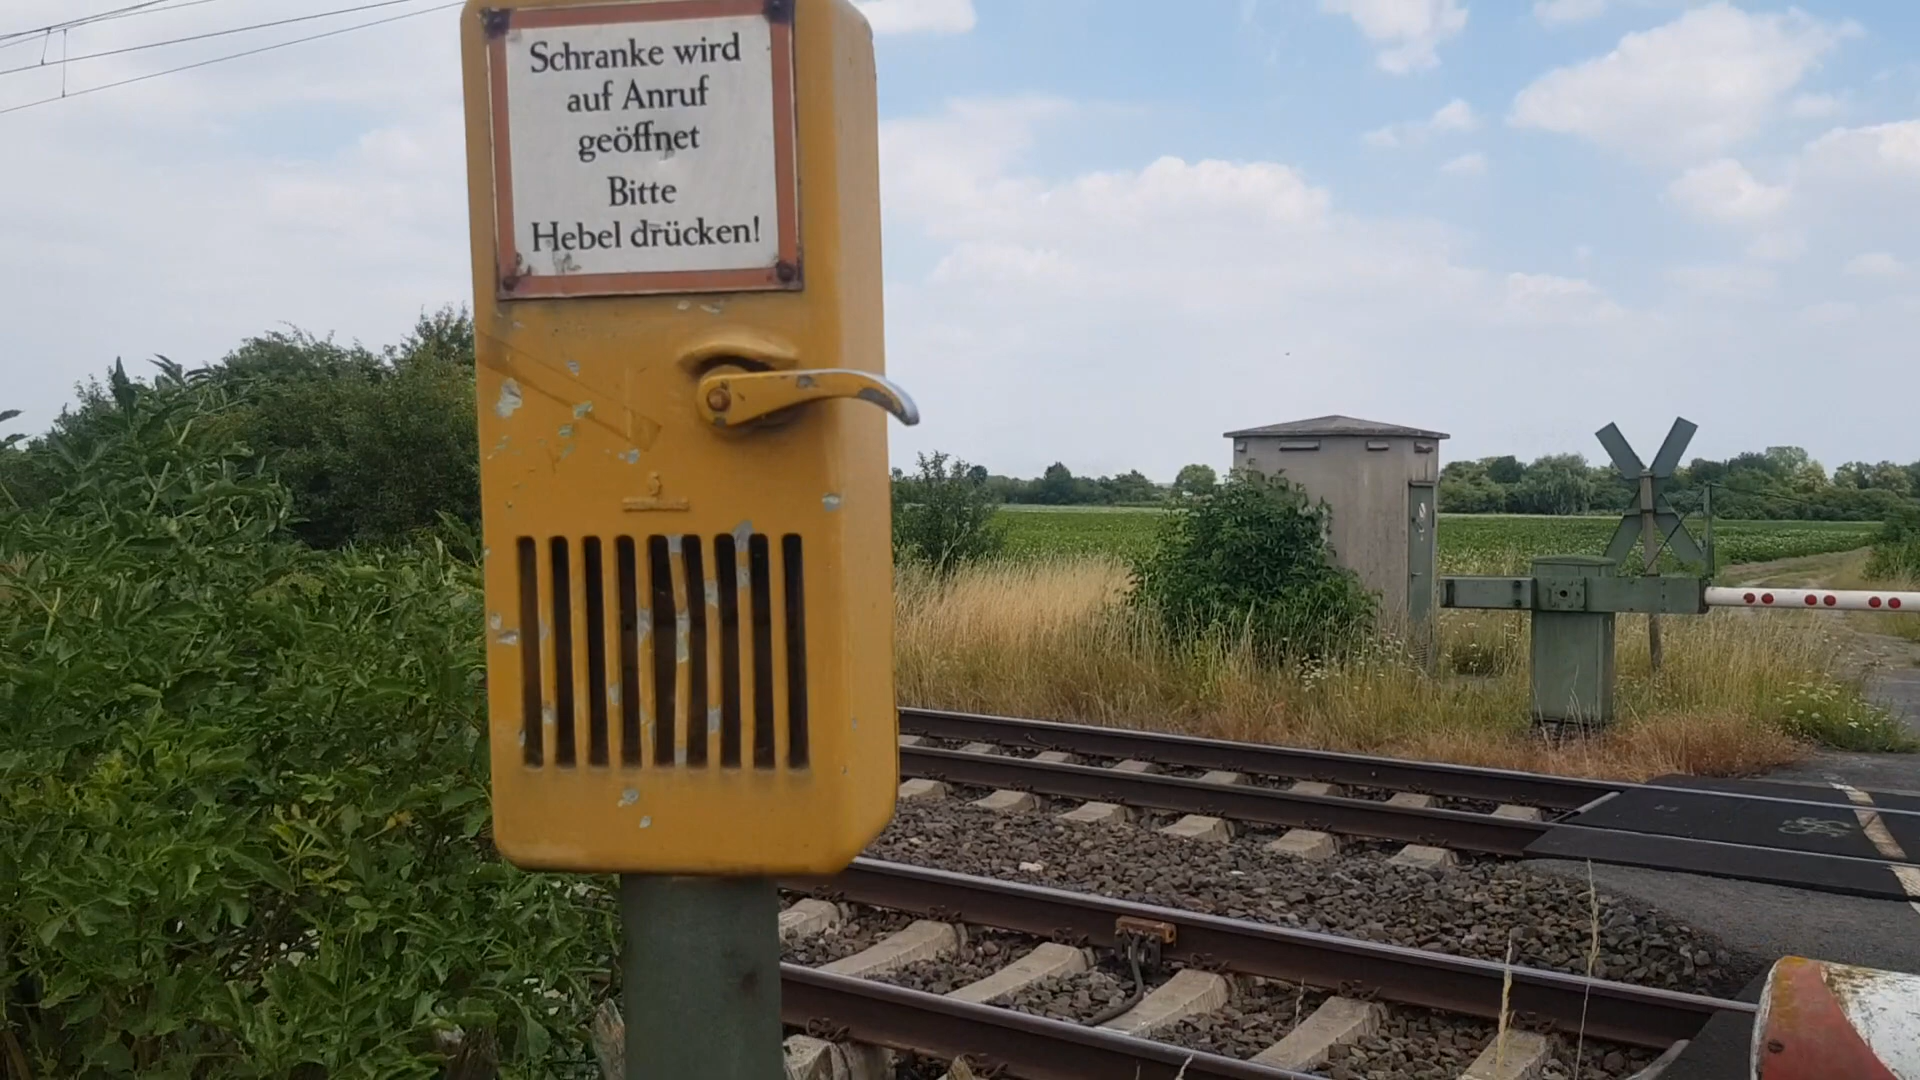 Schranke wird
auf Anruf
geöffnet
Bitte
Hebel drücken!